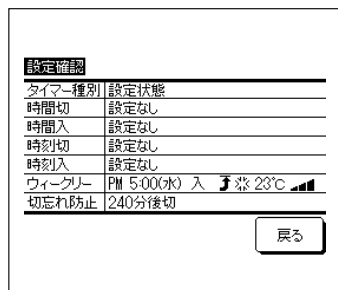 設定確認
タイマー種別 設定状態
時間切 設定なし
時間入 設定なし
時刻切 設定なし
時刻入 設定なし
ウィークリー PM 5:00(水) 入 23℃
切忘れ防止 240分後切
戻る